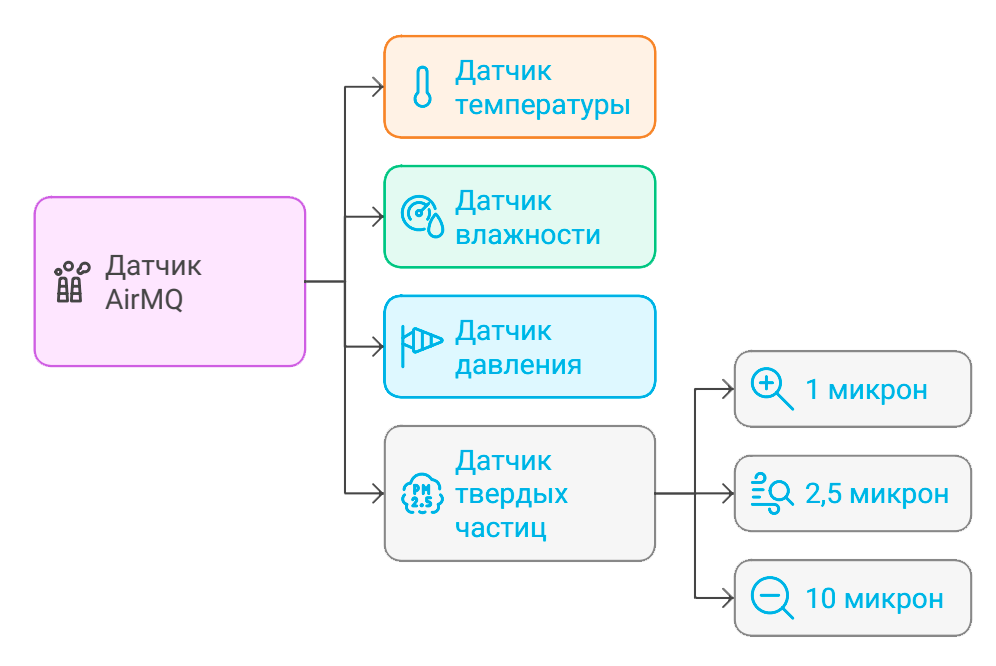 Датчик
температуры
Датчик
влажности
Датчик
AirMQ
Датчик
давления
1 микрон
Датчик
твердых
частиц
PM
2.5
2,5 микрон
10 микрон